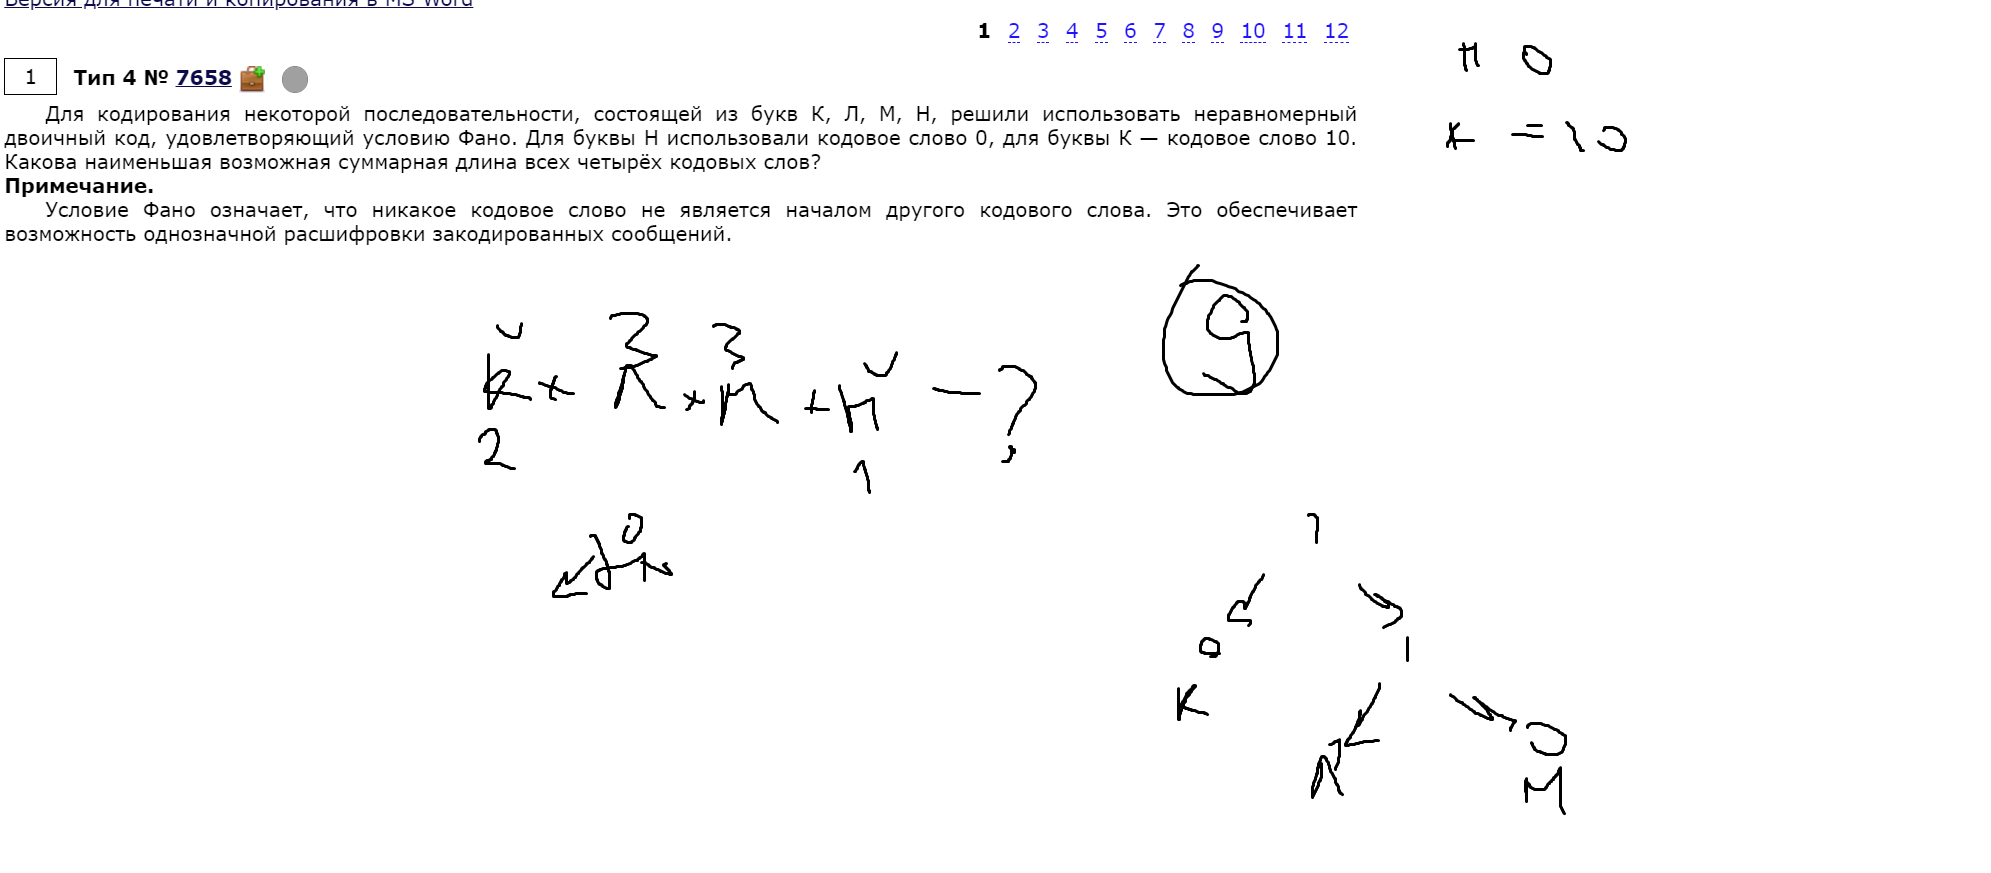 Версия для печати и копирования в MS Word
1 2 3 4 5 6 7 8 9 10 11 12
1 Тип 4 № 7658
Для кодирования некоторой последовательности, состоящей из букв К, Л, М, Н, решили использовать неравномерный
двоичный код, удовлетворяющий условию Фано. Для буквы Н использовали кодовое слово 0, для буквы К — кодовое слово 10.
Какова наименьшая возможная суммарная длина всех четырёх кодовых слов?
Примечание.
Условие Фано означает, что никакое кодовое слово не является началом другого кодового слова. Это обеспечивает
возможность однозначной расшифровки закодированных сообщений.
Н 0
К = 10
3 3
К + Л + М + Н — ?
2 1
9
0
1
0 1
К
1 0
Л М